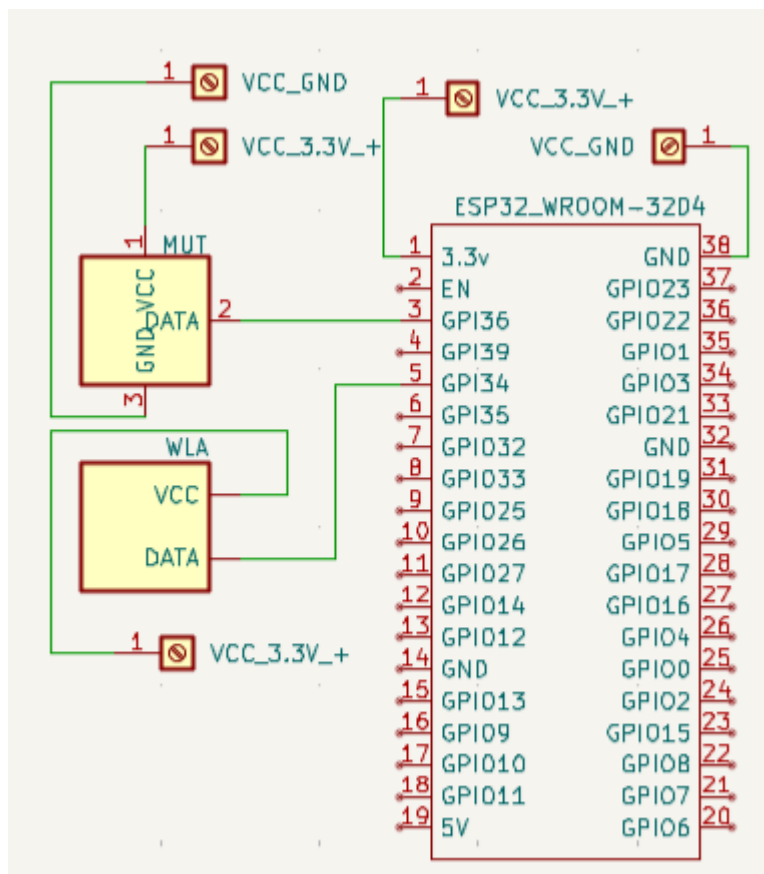 1 VCC_GND
1 VCC_3.3V_+
1 VCC_3.3V_+
VCC_GND 1
ESP32_WROOM-32D4
1 MUT
GND VCC
DATA 2
3
WLA
VCC
DATA
1 VCC_3.3V_+
1 3.3v GND 38
2 EN GPIO23 37
3 GPI36 GPIO22 36
4 GPI39 GPIO1 35
5 GPI34 GPIO3 34
6 GPI35 GPIO21 33
7 GPIO32 GND 32
8 GPIO33 GPIO19 31
9 GPIO25 GPIO18 30
10 GPIO26 GPIO5 29
11 GPIO27 GPIO17 28
12 GPIO14 GPIO16 27
13 GPIO12 GPIO4 26
14 GND GPIO0 25
15 GPIO13 GPIO2 24
16 GPIO9 GPIO15 23
17 GPIO10 GPIO8 22
18 GPIO11 GPIO7 21
19 5V GPIO6 20